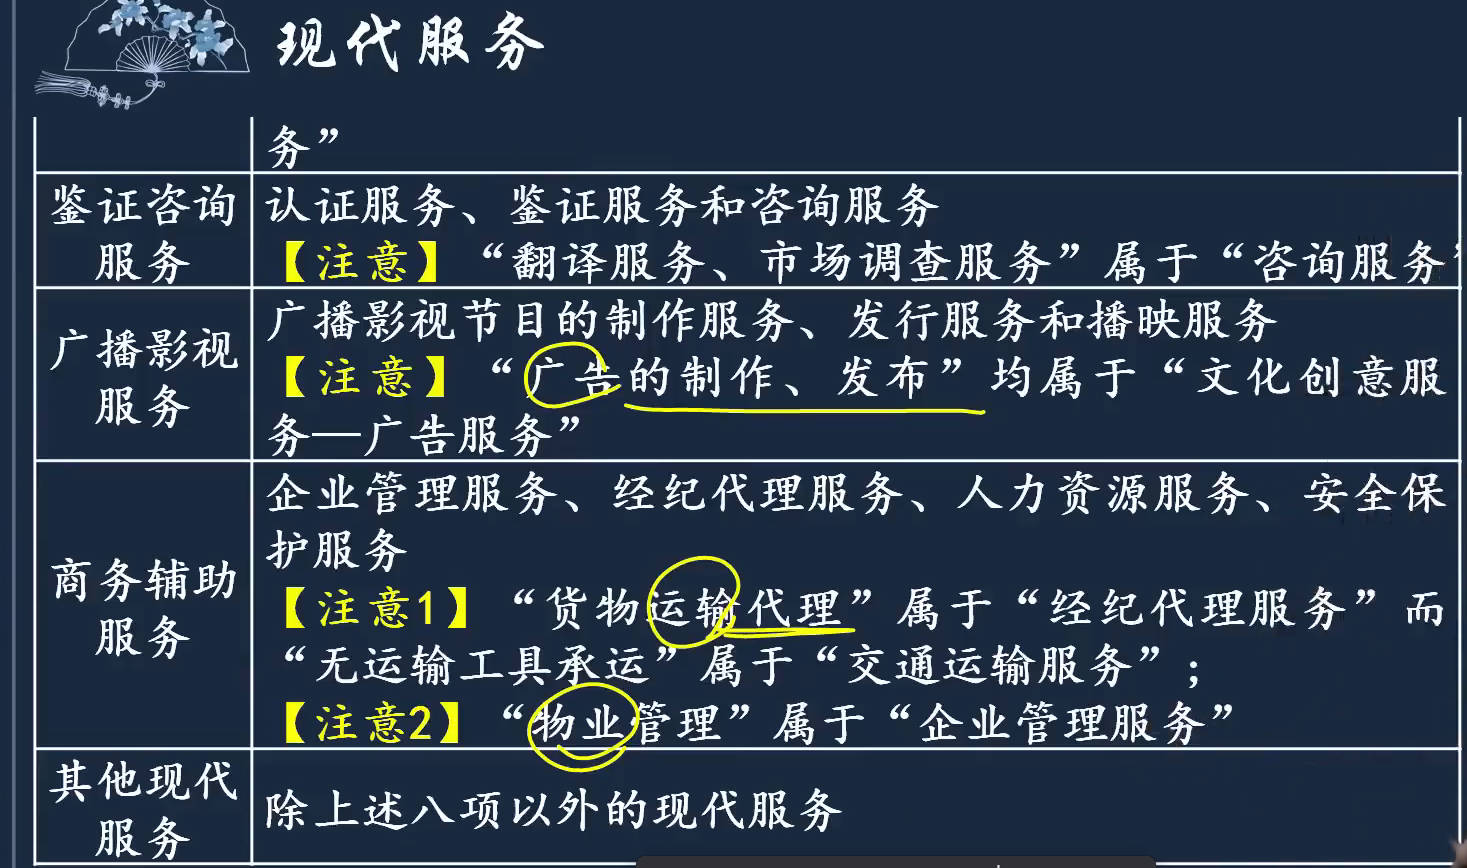 现代服务
务”
鉴证咨询
服务
认证服务、鉴证服务和咨询服务
【注意】“翻译服务、市场调查服务”属于“咨询服务”
广播影视
服务
广播影视节目的制作服务、发行服务和播映服务
【注意】“广告的制作、发布”均属于“文化创意服
务—广告服务”
商务辅助
服务
企业管理服务、经纪代理服务、人力资源服务、安全保
护服务
【注意1】“货物运输代理”属于“经纪代理服务”而
“无运输工具承运”属于“交通运输服务”;
【注意2】“物业管理”属于“企业管理服务”
其他现代
服务
除上述八项以外的现代服务